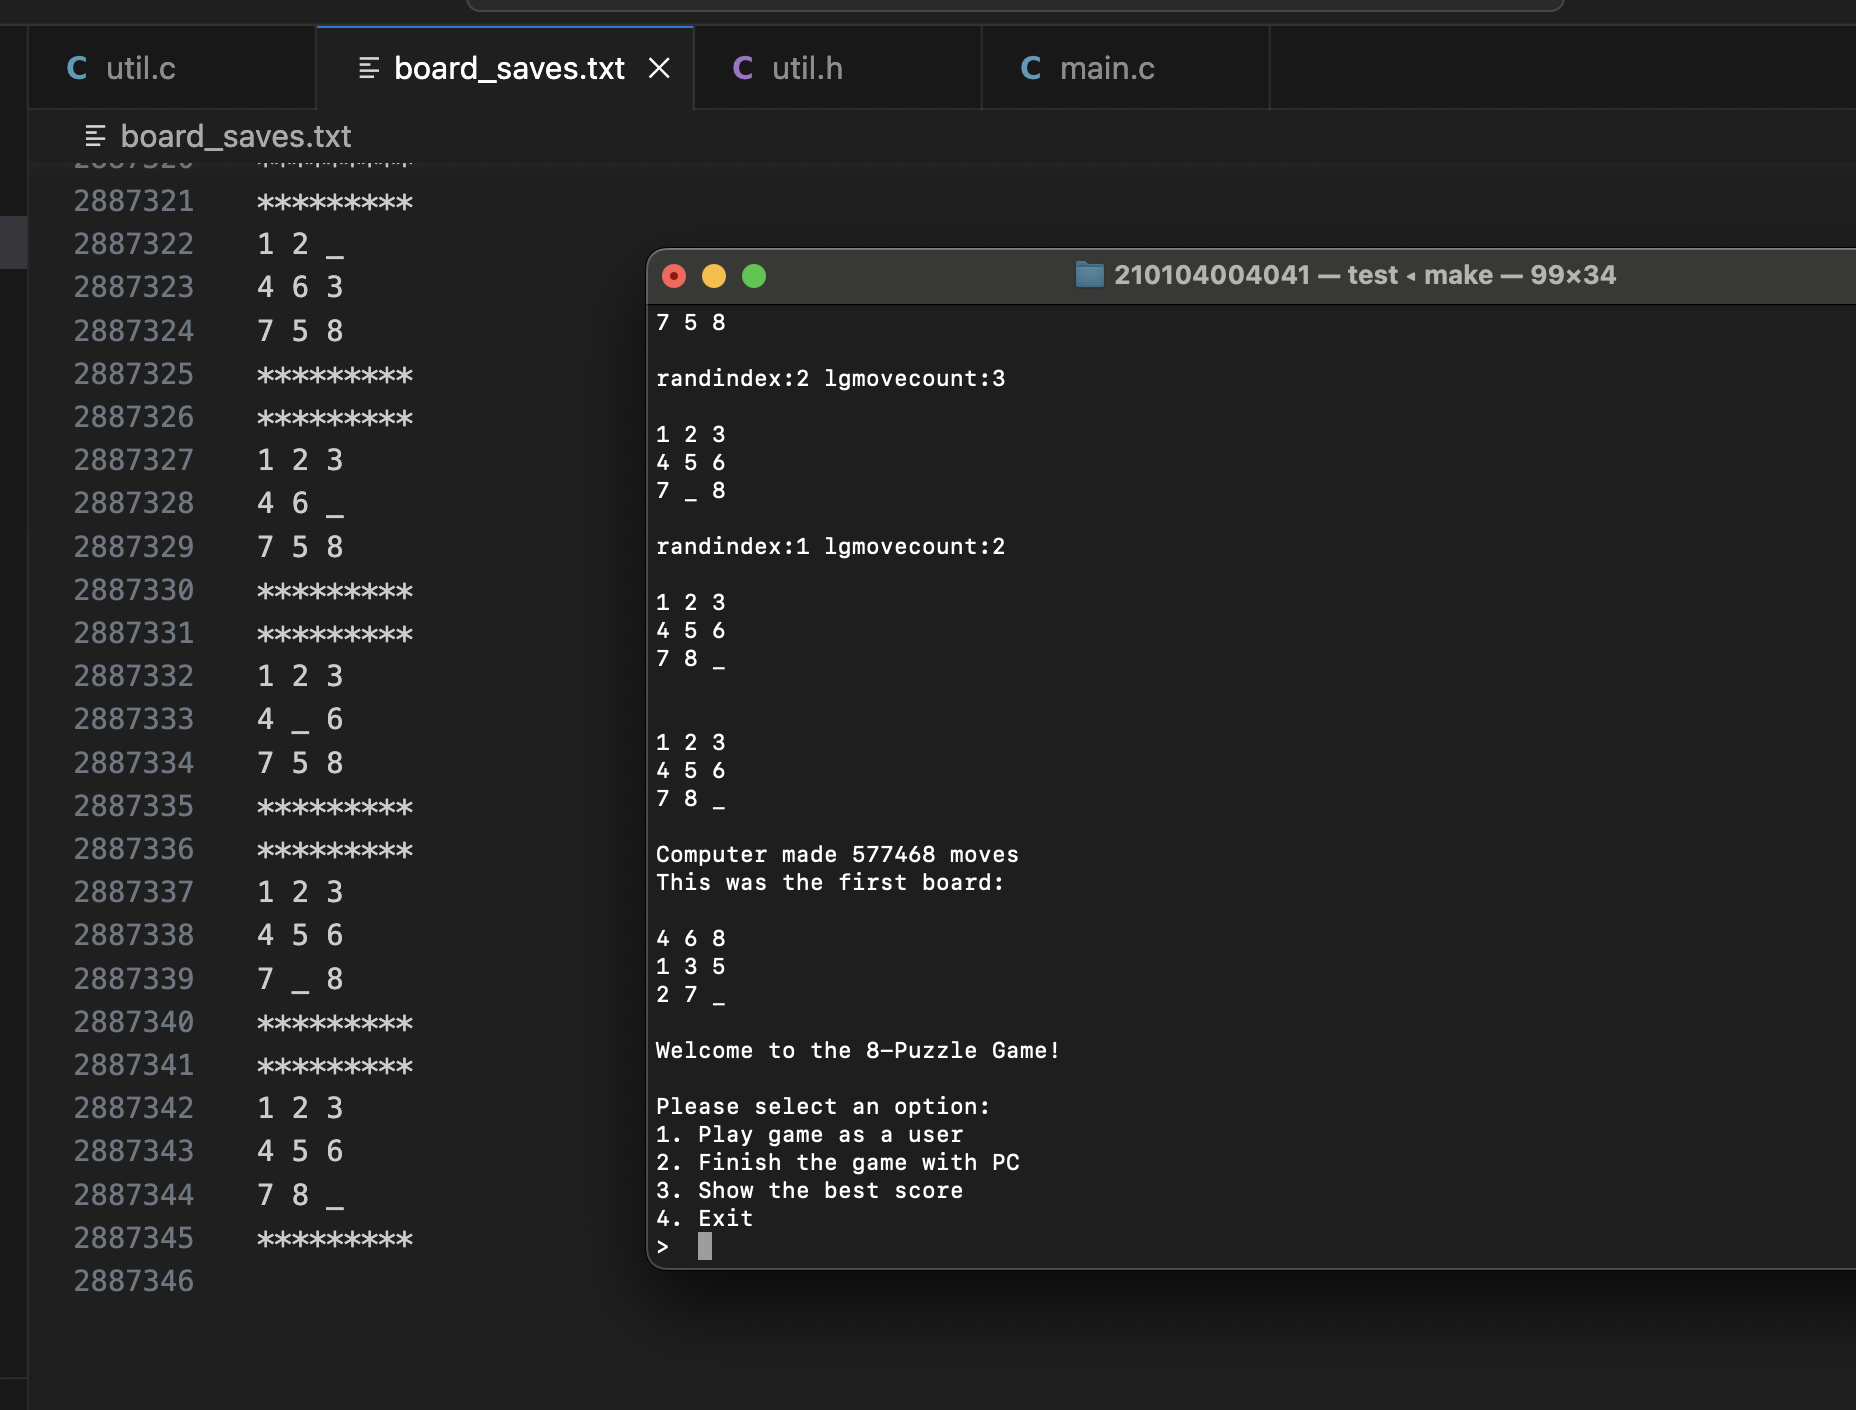 util.c
board_saves.txt
util.h
main.c
board_saves.txt
2887320 *********
2887321 *********
2887322 1 2 _
2887323 4 6 3
2887324 7 5 8
2887325 *********
2887326 *********
2887327 1 2 3
2887328 4 6 _
2887329 7 5 8
2887330 *********
2887331 *********
2887332 1 2 3
2887333 4 _ 6
2887334 7 5 8
2887335 *********
2887336 *********
2887337 1 2 3
2887338 4 5 6
2887339 7 _ 8
2887340 *********
2887341 *********
2887342 1 2 3
2887343 4 5 6
2887344 7 8 _
2887345 *********
2887346
210104004041 — test ◂ make — 99×34
7 5 8
randindex:2 lgmovecount:3
1 2 3
4 5 6
7 _ 8
randindex:1 lgmovecount:2
1 2 3
4 5 6
7 8 _
1 2 3
4 5 6
7 8 _
Computer made 577468 moves
This was the first board:
4 6 8
1 3 5
2 7 _
Welcome to the 8-Puzzle Game!
Please select an option:
1. Play game as a user
2. Finish the game with PC
3. Show the best score
4. Exit
>